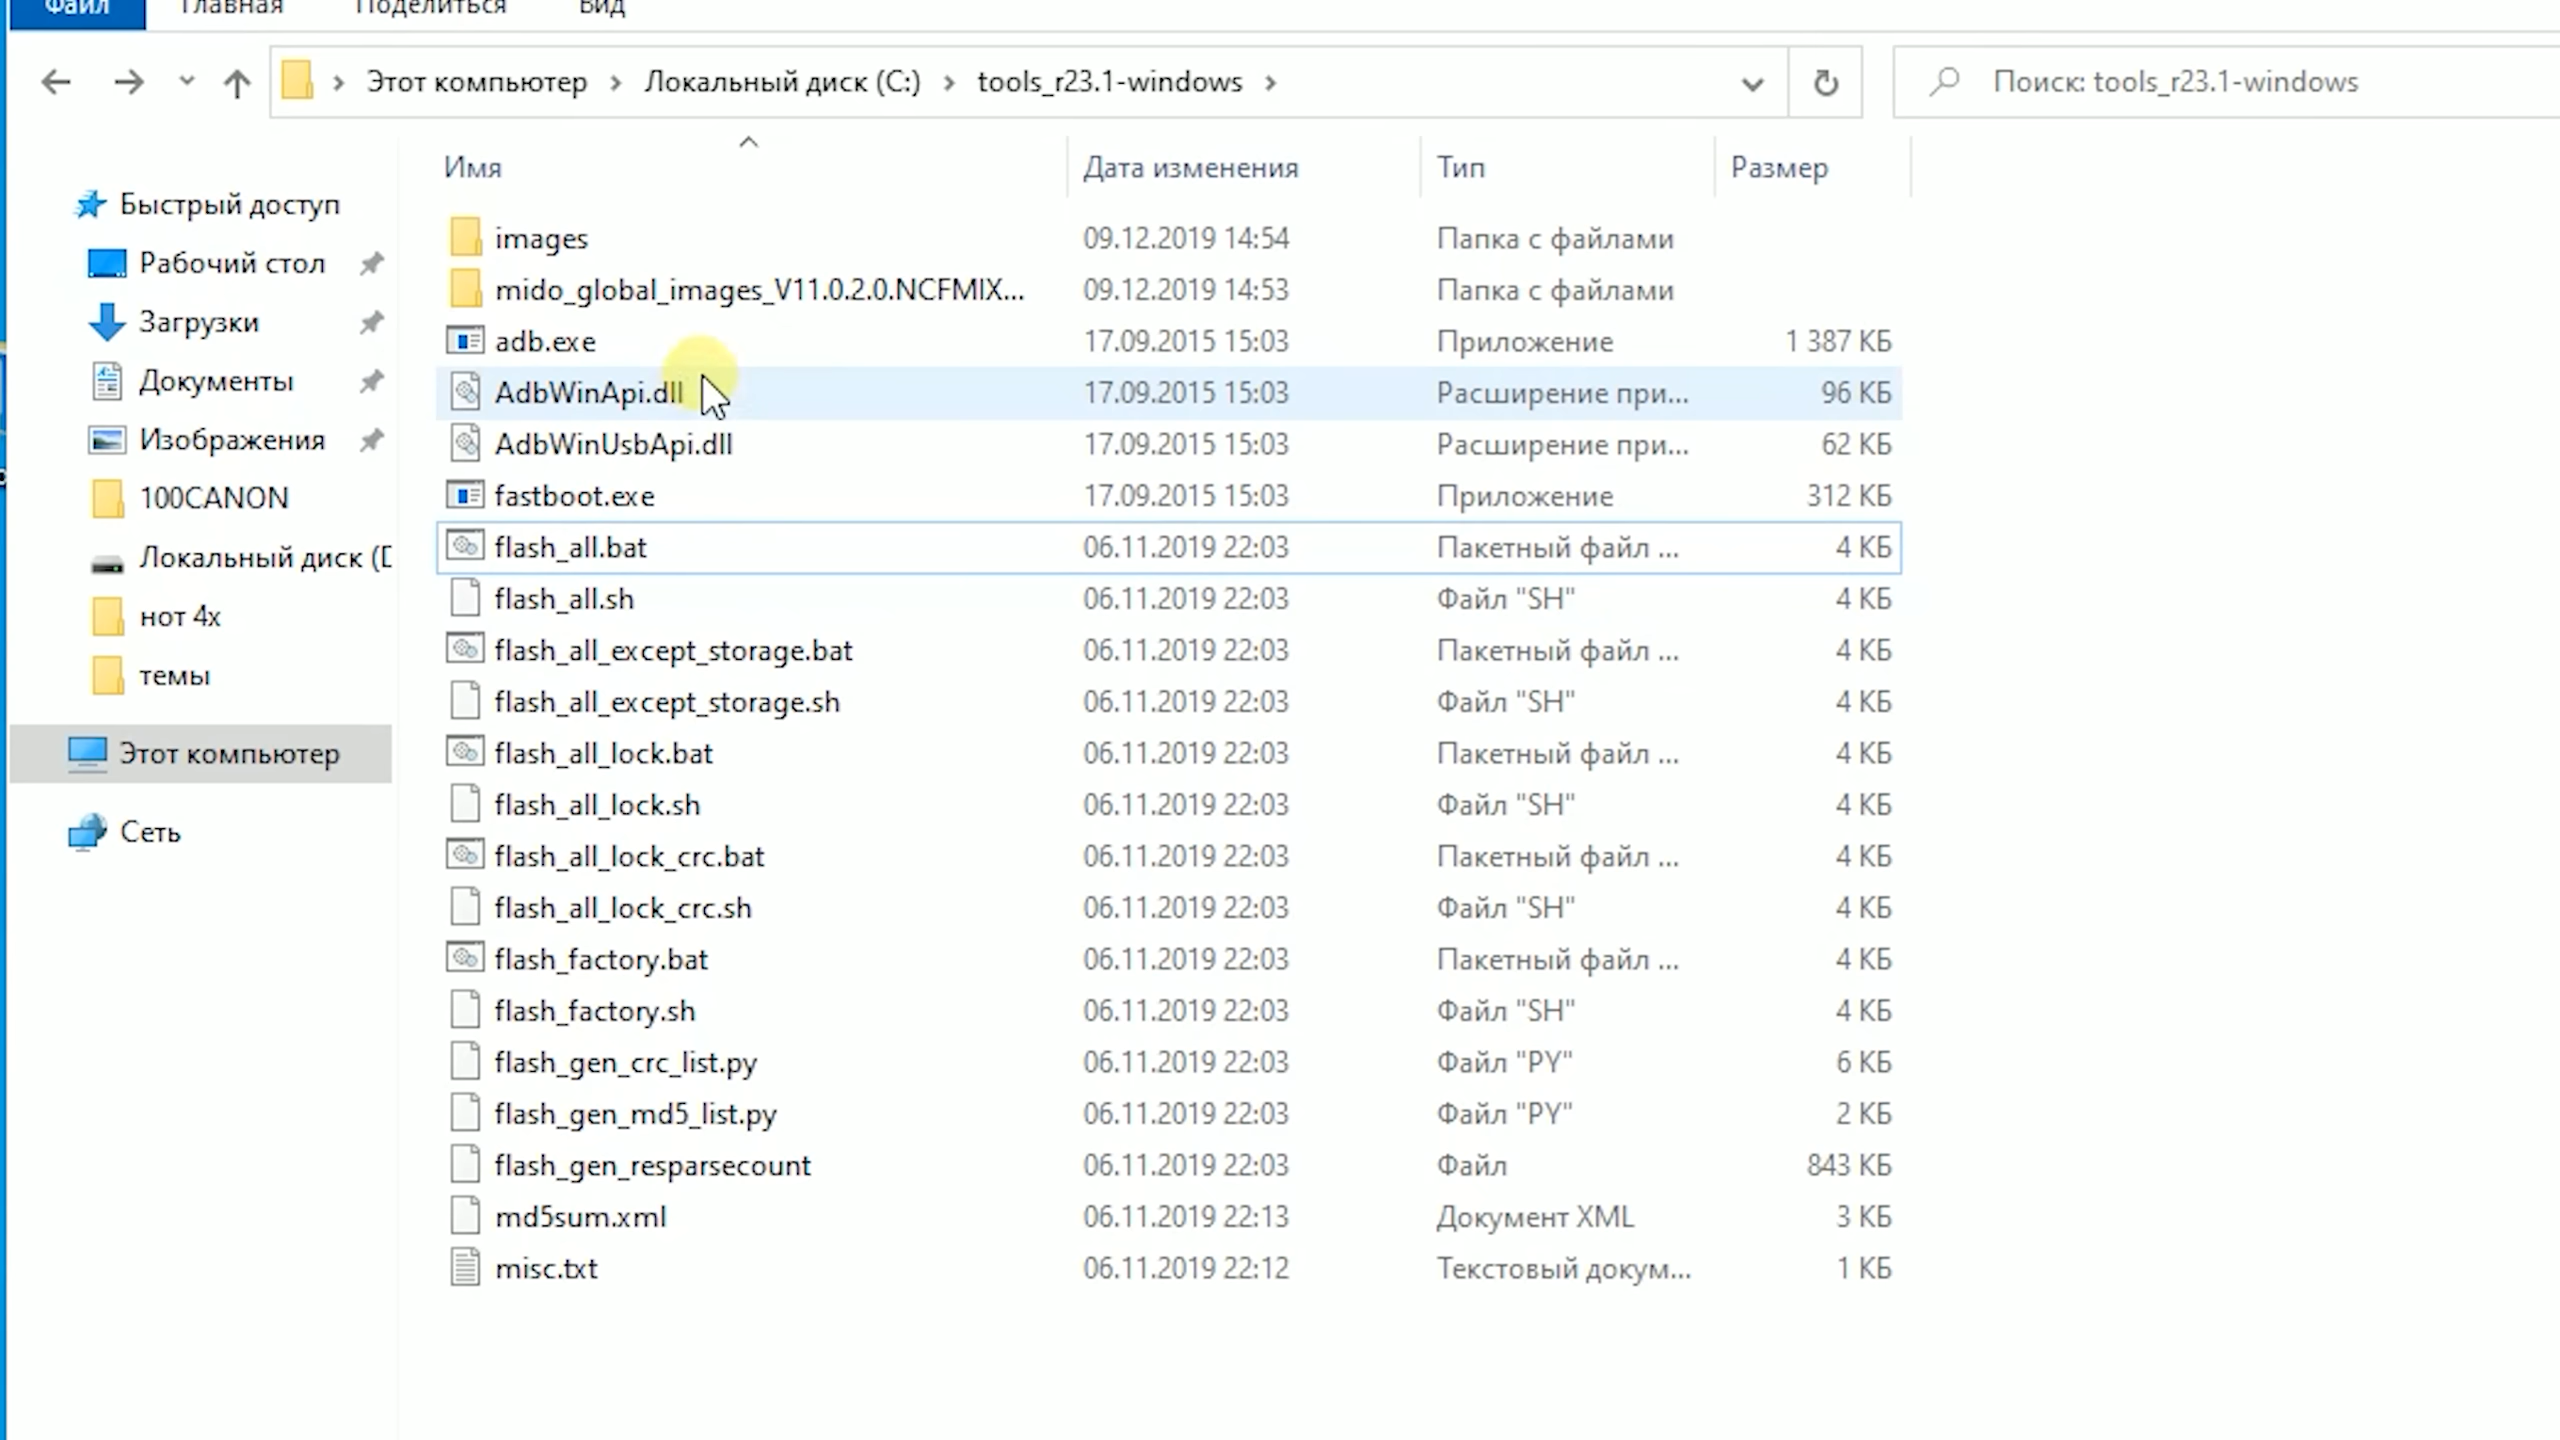 Файл Главная Поделиться Вид
Этот компьютер Локальный диск (C:) tools_r23.1-windows Поиск: tools_r23.1-windows
Имя Дата изменения Тип Размер
Быстрый доступ
Рабочий стол
Загрузки
Документы
Изображения
100CANON
Локальный диск (D
нот 4x
темы
Этот компьютер
Сеть
images 09.12.2019 14:54 Папка с файлами
mido_global_images_V11.0.2.0.NCFMIX... 09.12.2019 14:53 Папка с файлами
adb.exe 17.09.2015 15:03 Приложение 1 387 КБ
AdbWinApi.dll 17.09.2015 15:03 Расширение при... 96 КБ
AdbWinUsbApi.dll 17.09.2015 15:03 Расширение при... 62 КБ
fastboot.exe 17.09.2015 15:03 Приложение 312 КБ
flash_all.bat 06.11.2019 22:03 Пакетный файл ... 4 КБ
flash_all.sh 06.11.2019 22:03 Файл "SH" 4 КБ
flash_all_except_storage.bat 06.11.2019 22:03 Пакетный файл ... 4 КБ
flash_all_except_storage.sh 06.11.2019 22:03 Файл "SH" 4 КБ
flash_all_lock.bat 06.11.2019 22:03 Пакетный файл ... 4 КБ
flash_all_lock.sh 06.11.2019 22:03 Файл "SH" 4 КБ
flash_all_lock_crc.bat 06.11.2019 22:03 Пакетный файл ... 4 КБ
flash_all_lock_crc.sh 06.11.2019 22:03 Файл "SH" 4 КБ
flash_factory.bat 06.11.2019 22:03 Пакетный файл ... 4 КБ
flash_factory.sh 06.11.2019 22:03 Файл "SH" 4 КБ
flash_gen_crc_list.py 06.11.2019 22:03 Файл "PY" 6 КБ
flash_gen_md5_list.py 06.11.2019 22:03 Файл "PY" 2 КБ
flash_gen_resparsecount 06.11.2019 22:03 Файл 843 КБ
md5sum.xml 06.11.2019 22:13 Документ XML 3 КБ
misc.txt 06.11.2019 22:12 Текстовый докум... 1 КБ